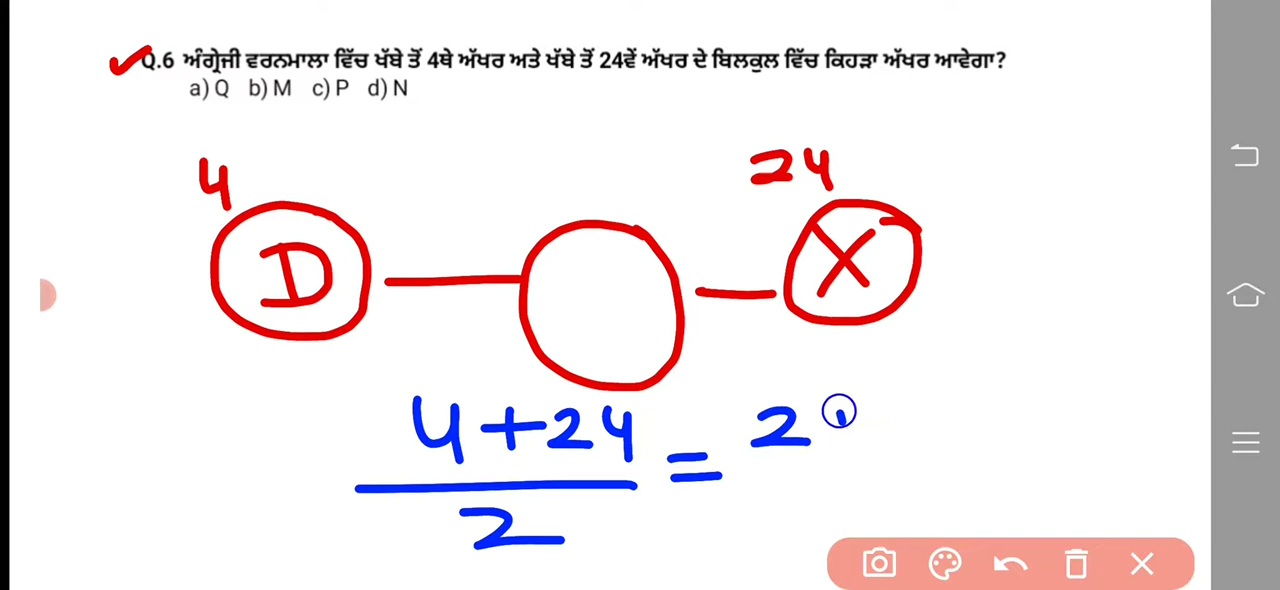 Q.6 ਅੰਗ੍ਰੇਜੀ ਵਰਨਮਾਲਾ ਵਿੱਚ ਖੱਬੇ ਤੋਂ 4ਥੇ ਅੱਖਰ ਅਤੇ ਖੱਬੇ ਤੋਂ 24ਵੇਂ ਅੱਖਰ ਦੇ ਬਿਲਕੁਲ ਵਿੱਚ ਕਿਹੜਾ ਅੱਖਰ ਆਵੇਗਾ?
a) Q b) M c) P d) N
4 24
D X
4+24 = 2
2